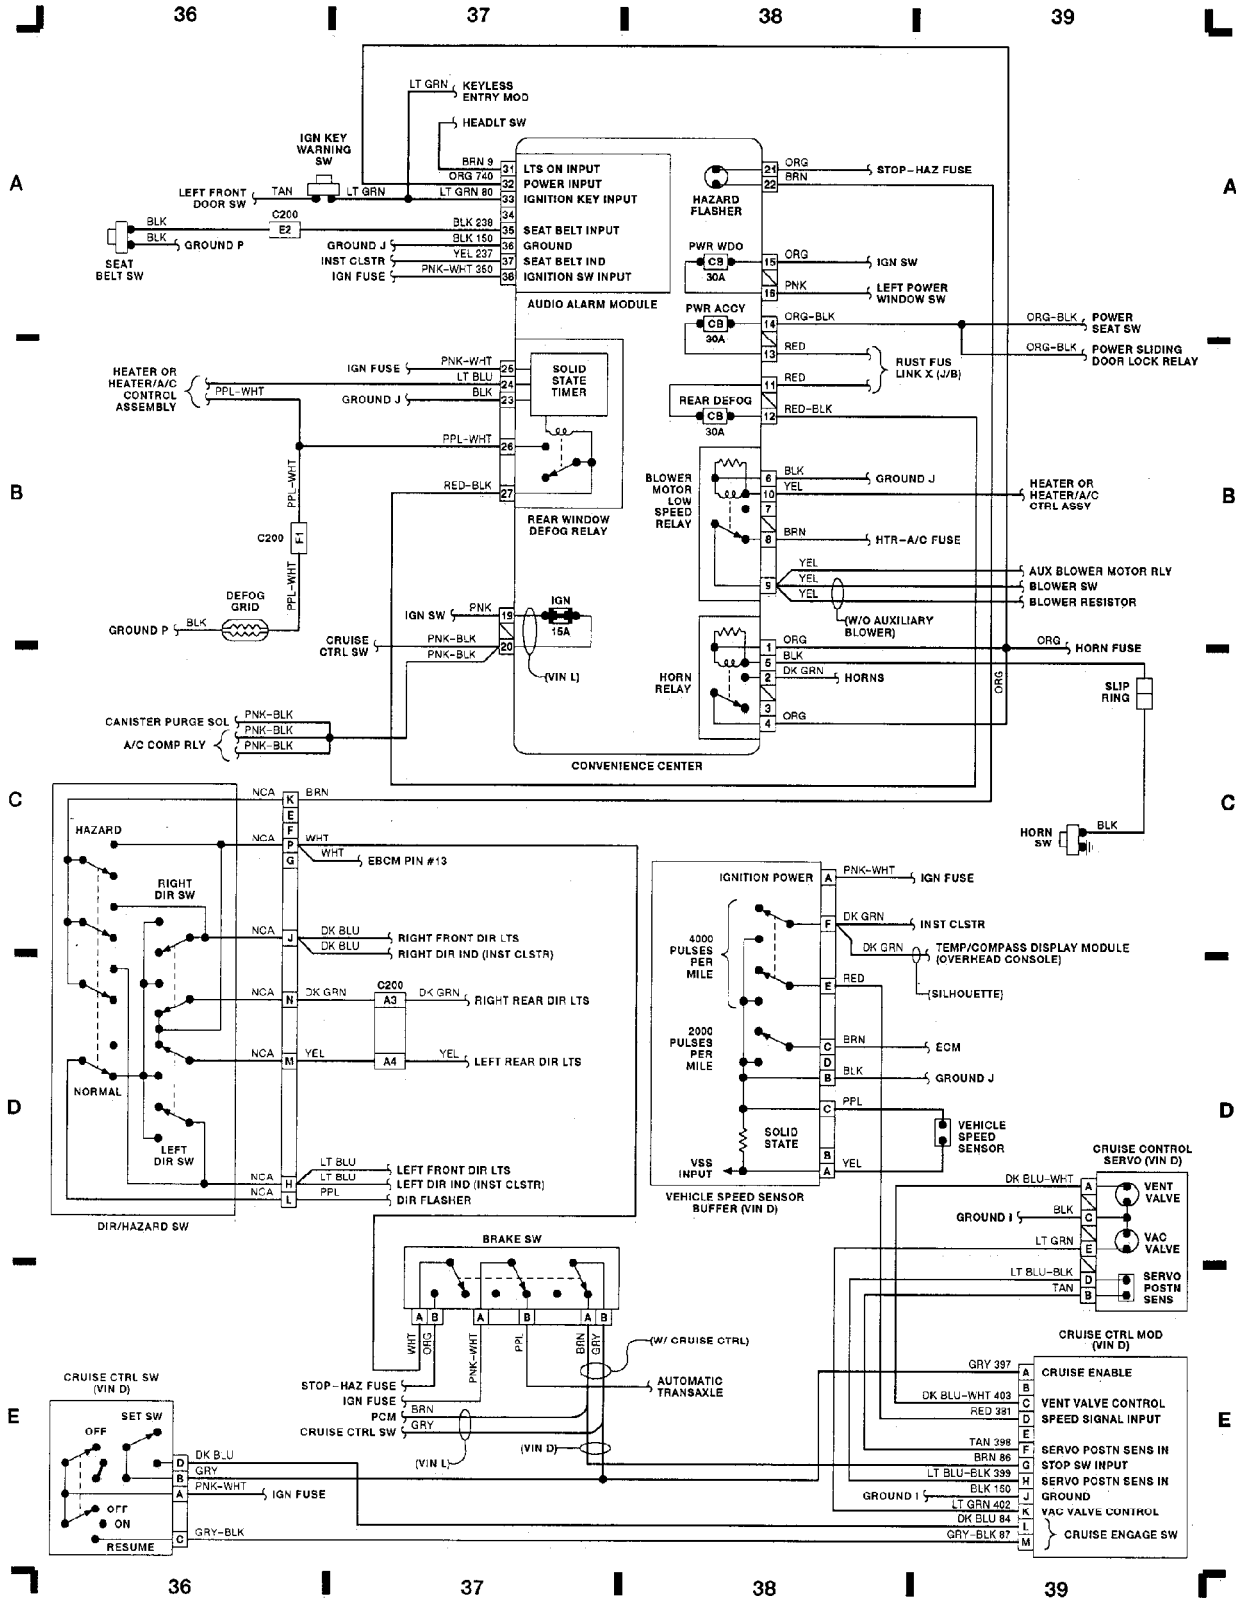 36 37 38 39
A
LT GRN KEYLESS
ENTRY MOD
HEADLT SW
IGN KEY
WARNING
SW
LEFT FRONT
DOOR SW
TAN
LT GRN
BRN 9 31 LTS ON INPUT
ORG 740 32 POWER INPUT
LT GRN 80 33 IGNITION KEY INPUT
34
BLK 238 35 SEAT BELT INPUT
BLK 150 36 GROUND
YEL 237 37 SEAT BELT IND
PNK-WHT 350 38 IGNITION SW INPUT
BLK
C200
E2
BLK GROUND P
SEAT
BELT SW
GROUND J
INST CLSTR
IGN FUSE
AUDIO ALARM MODULE
HAZARD
FLASHER
21 ORG STOP-HAZ FUSE
22 BRN
PWR WDO
CB
30A
15 ORG IGN SW
16 PNK LEFT POWER
WINDOW SW
PWR ACCY
CB
30A
14 ORG-BLK
ORG-BLK POWER
SEAT SW
ORG-BLK POWER SLIDING
DOOR LOCK RELAY
13 RED
11 RED
RUST FUS
LINK X (J/B)
REAR DEFOG
CB
30A
12 RED-BLK
A
B
HEATER OR
HEATER/A/C
CONTROL
ASSEMBLY
PPL-WHT
IGN FUSE PNK-WHT 25
LT BLU 24
GROUND J BLK 23
SOLID
STATE
TIMER
PPL-WHT 26
RED-BLK 27
REAR WINDOW
DEFOG RELAY
PPL-WHT
C200 F1
PPL-WHT
DEFOG
GRID
GROUND P BLK
BLOWER
MOTOR
LOW
SPEED
RELAY
6 BLK GROUND J
10 YEL HEATER OR
HEATER/A/C
CTRL ASSY
7
8 BRN HTR-A/C FUSE
9
YEL AUX BLOWER MOTOR RLY
YEL BLOWER SW
YEL BLOWER RESISTOR
(W/O AUXILIARY
BLOWER)
IGN SW PNK 19
IGN
15A
CRUISE
CTRL SW PNK-BLK 20
PNK-BLK
(VIN L)
HORN
RELAY
1 ORG
ORG HORN FUSE
5 BLK
2 DK GRN HORNS
3
4 ORG
ORG
SLIP
RING
B
CANISTER PURGE SOL PNK-BLK
PNK-BLK
A/C COMP RLY
PNK-BLK
CONVENIENCE CENTER
C
HORN
SW
BLK
NCA K BRN
E
F
NCA P WHT
G WHT EBCM PIN #13
HAZARD
RIGHT
DIR SW
NCA J DK BLU RIGHT FRONT DIR LTS
DK BLU RIGHT DIR IND (INST CLSTR)
NCA N DK GRN C200 A3 DK GRN RIGHT REAR DIR LTS
NCA M YEL A4 YEL LEFT REAR DIR LTS
NORMAL
LEFT
DIR SW
LT BLU LEFT FRONT DIR LTS
NCA H LT BLU LEFT DIR IND (INST CLSTR)
NCA L PPL DIR FLASHER
DIR/HAZARD SW
C
D
IGNITION POWER A PNK-WHT IGN FUSE
F DK GRN INST CLSTR
DK GRN TEMP/COMPASS DISPLAY MODULE
(OVERHEAD CONSOLE)
(SILHOUETTE)
4000
PULSES
PER
MILE
E RED
2000
PULSES
PER
MILE
C BRN ECM
D
B BLK GROUND J
C PPL
SOLID
STATE
B
VSS
INPUT
A YEL
VEHICLE
SPEED
SENSOR
VEHICLE SPEED SENSOR
BUFFER (VIN D)
D
CRUISE CONTROL
SERVO (VIN D)
DK BLU-WHT A VENT
VALVE
GROUND I BLK C
LT GRN E VAC
VALVE
LT BLU-BLK D SERVO
POSTN
SENS
TAN B
BRAKE SW
A B A B A B
WHT ORG PNK-WHT PPL BRN GRY
(W/ CRUISE CTRL)
STOP-HAZ FUSE
IGN FUSE
PCM BRN
CRUISE CTRL SW GRY
AUTOMATIC
TRANSAXLE
(VIN L)
(VIN D)
E
CRUISE CTRL SW
(VIN D)
SET SW
OFF
D DK BLU
B GRY
A PNK-WHT IGN FUSE
OFF
ON
RESUME
C GRY-BLK
CRUISE CTRL MOD
(VIN D)
GRY 397 A CRUISE ENABLE
B
DK BLU-WHT 403 C VENT VALVE CONTROL
RED 381 D SPEED SIGNAL INPUT
E
TAN 398 F SERVO POSTN SENS IN
BRN 86 G STOP SW INPUT
LT BLU-BLK 399 H SERVO POSTN SENS IN
GROUND I BLK 150 J GROUND
LT GRN 402 K VAC VALVE CONTROL
DK BLU 84 L
CRUISE ENGAGE SW
GRY-BLK 87 M
E
36 37 38 39